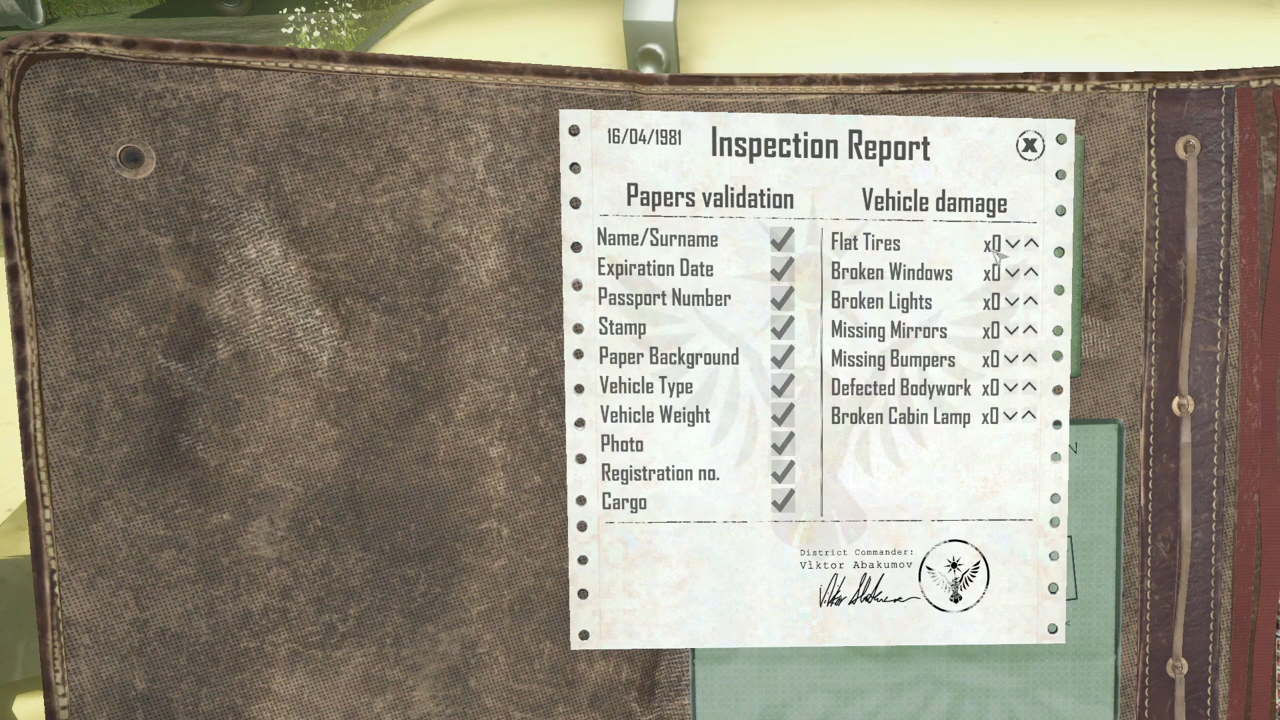 16/04/1981
Inspection Report
X
Papers validation
Name/Surname
Expiration Date
Passport Number
Stamp
Paper Background
Vehicle Type
Vehicle Weight
Photo
Registration no.
Cargo
Vehicle damage
Flat Tires x0
Broken Windows x0
Broken Lights x0
Missing Mirrors x0
Missing Bumpers x0
Defected Bodywork x0
Broken Cabin Lamp x0
District Commander:
Viktor Abakumov
N